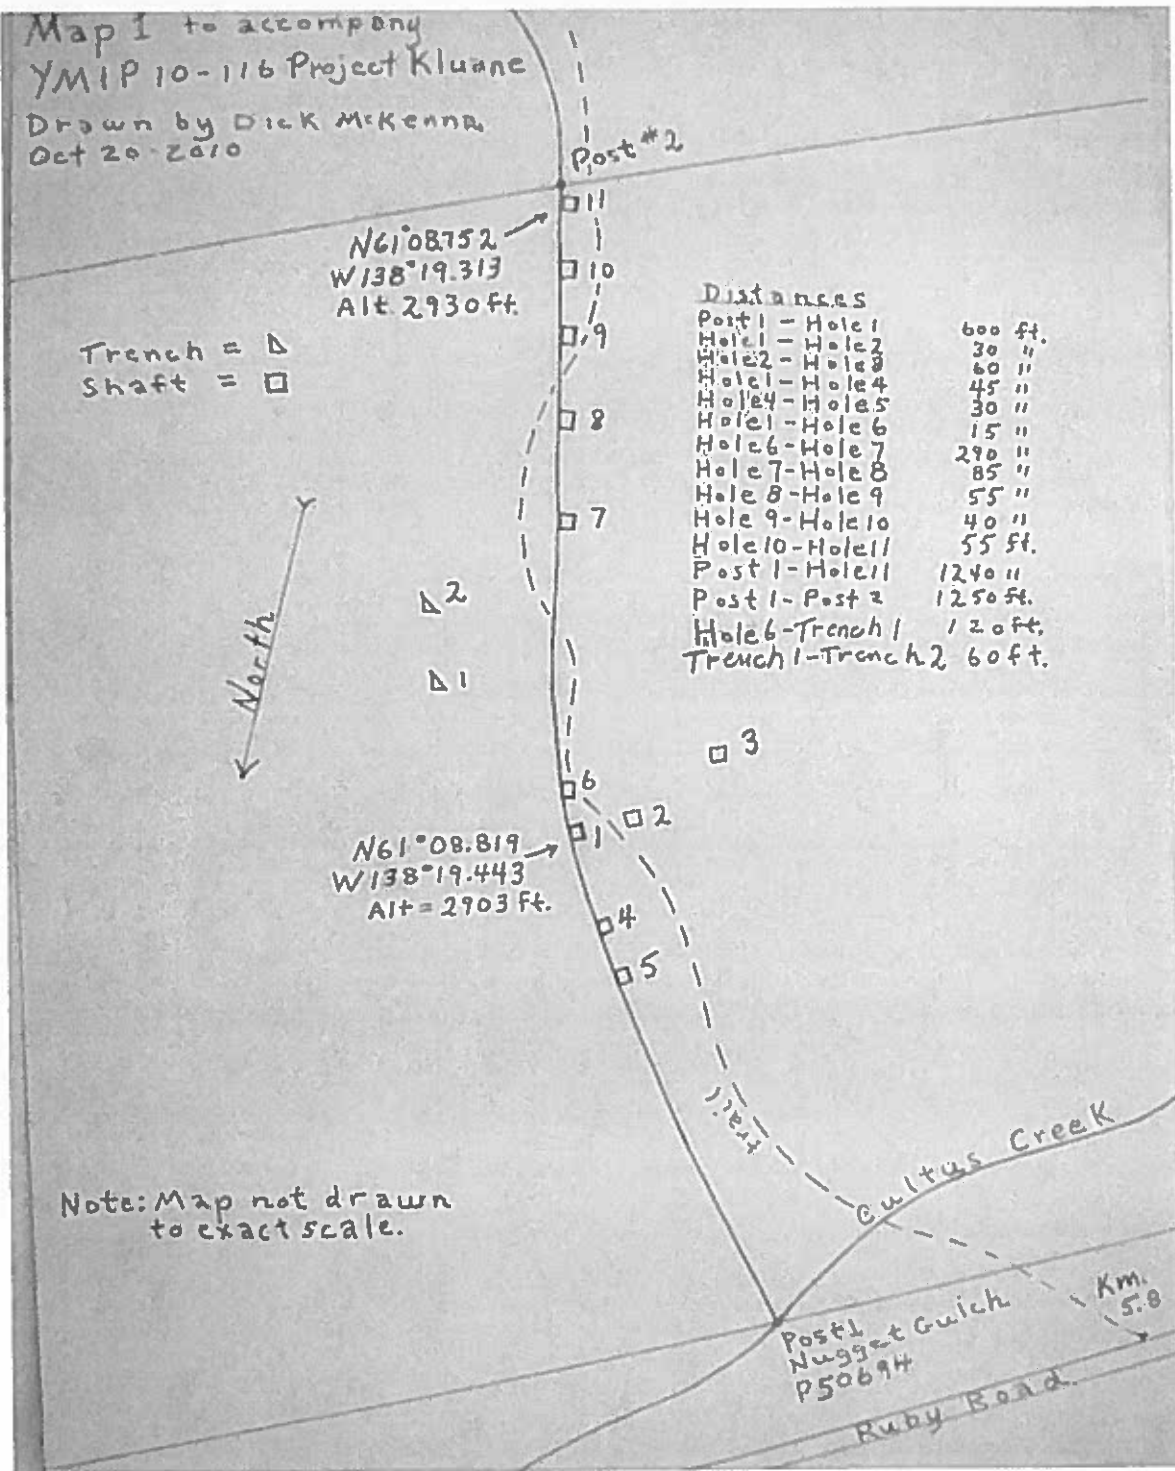 Map 1 to accompany
YMIP 10-116 Project Kluane
Drawn by Dick McKenna
Oct 20-2010
Post #2
11
N61°08.752
W138°19.313
Alt 2930 ft.
10
9
Trench = Δ
Shaft = □
8
7
Distances
Post 1 - Hole 1 600 ft.
Hole 1 - Hole 2 30 "
Hole 2 - Hole 3 60 "
Hole 1 - Hole 4 45 "
Hole 4 - Hole 5 30 "
Hole 1 - Hole 6 15 "
Hole 6 - Hole 7 290 "
Hole 7 - Hole 8 85 "
Hole 8 - Hole 9 55 "
Hole 9 - Hole 10 40 "
Hole 10 - Hole 11 55 ft.
Post 1 - Hole 11 1240 "
Post 1 - Post 2 1250 ft.
Hole 6 - Trench 1 120 ft.
Trench 1 - Trench 2 60 ft.
North
2
1
3
6
2
1
N61°08.819
W138°19.443
Alt = 2903 ft.
4
5
trail
Cultus Creek
Note: Map not drawn
to exact scale.
Km.
5.8
Post 1
Nugget Gulch
P50694
Ruby Road